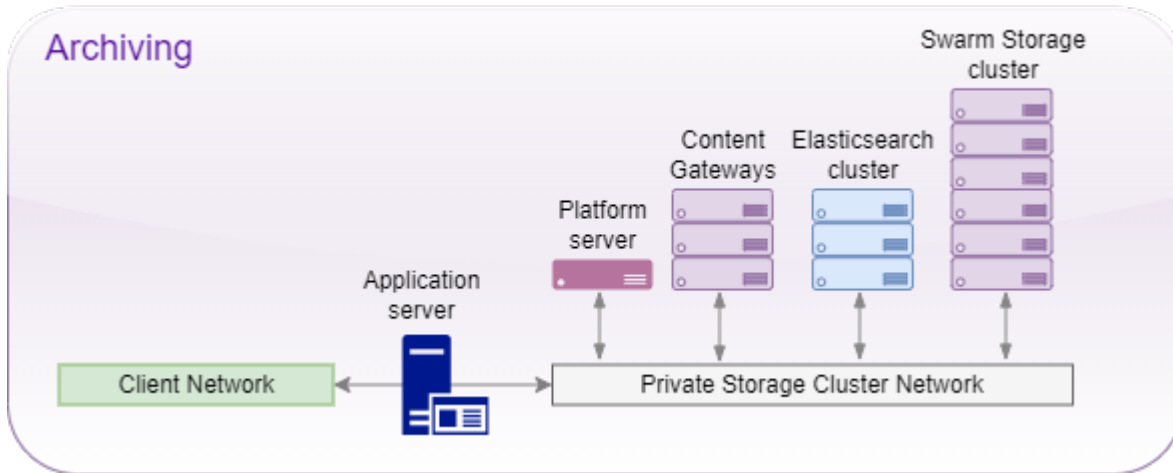 Archiving
Swarm Storage
cluster
Content
Gateways
Elasticsearch
cluster
Platform
server
Application
server
Client Network
Private Storage Cluster Network